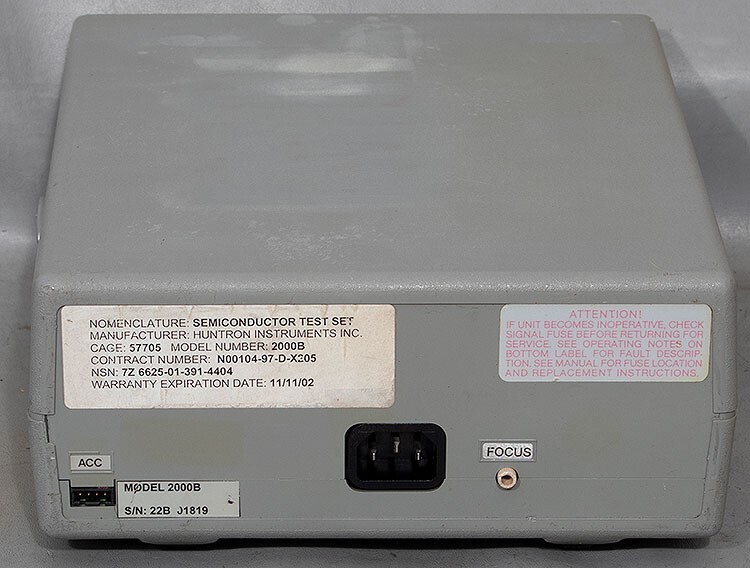 NOMENCLATURE: SEMICONDUCTOR TEST SET
MANUFACTURER: HUNTRON INSTRUMENTS INC.
CAGE: 57705 MODEL NUMBER: 2000B
CONTRACT NUMBER: N00104-97-D-X205
NSN: 7Z 6625-01-391-4404
WARRANTY EXPIRATION DATE: 11/11/02
ATTENTION!
IF UNIT BECOMES INOPERATIVE, CHECK
SIGNAL FUSE BEFORE RETURNING FOR
SERVICE. SEE OPERATING NOTES ON
BOTTOM LABEL FOR FAULT DESCRIP-
TION. SEE MANUAL FOR FUSE LOCATION
AND REPLACEMENT INSTRUCTIONS.
ACC
FOCUS
MODEL 2000B
S/N: 22B 01819